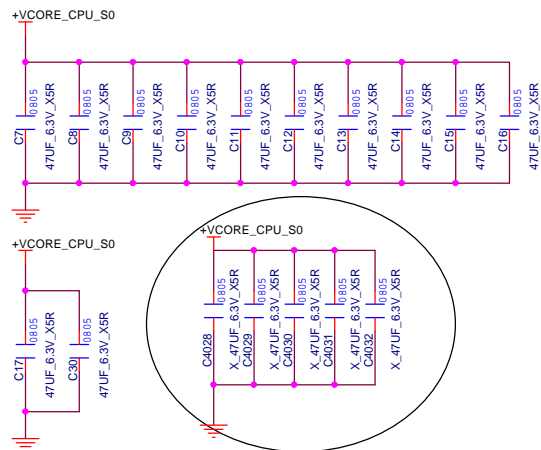 +VCORE_CPU_S0
C7
0805
47UF_6.3V_X5R
C8
0805
47UF_6.3V_X5R
C9
0805
47UF_6.3V_X5R
C10
0805
47UF_6.3V_X5R
C11
0805
47UF_6.3V_X5R
C12
0805
47UF_6.3V_X5R
C13
0805
47UF_6.3V_X5R
C14
0805
47UF_6.3V_X5R
C15
0805
47UF_6.3V_X5R
C16
0805
47UF_6.3V_X5R
+VCORE_CPU_S0
C17
0805
47UF_6.3V_X5R
C30
0805
47UF_6.3V_X5R
+VCORE_CPU_S0
C4028
0805
X_47UF_6.3V_X5R
C4029
0805
X_47UF_6.3V_X5R
C4030
0805
X_47UF_6.3V_X5R
C4031
0805
X_47UF_6.3V_X5R
C4032
0805
X_47UF_6.3V_X5R